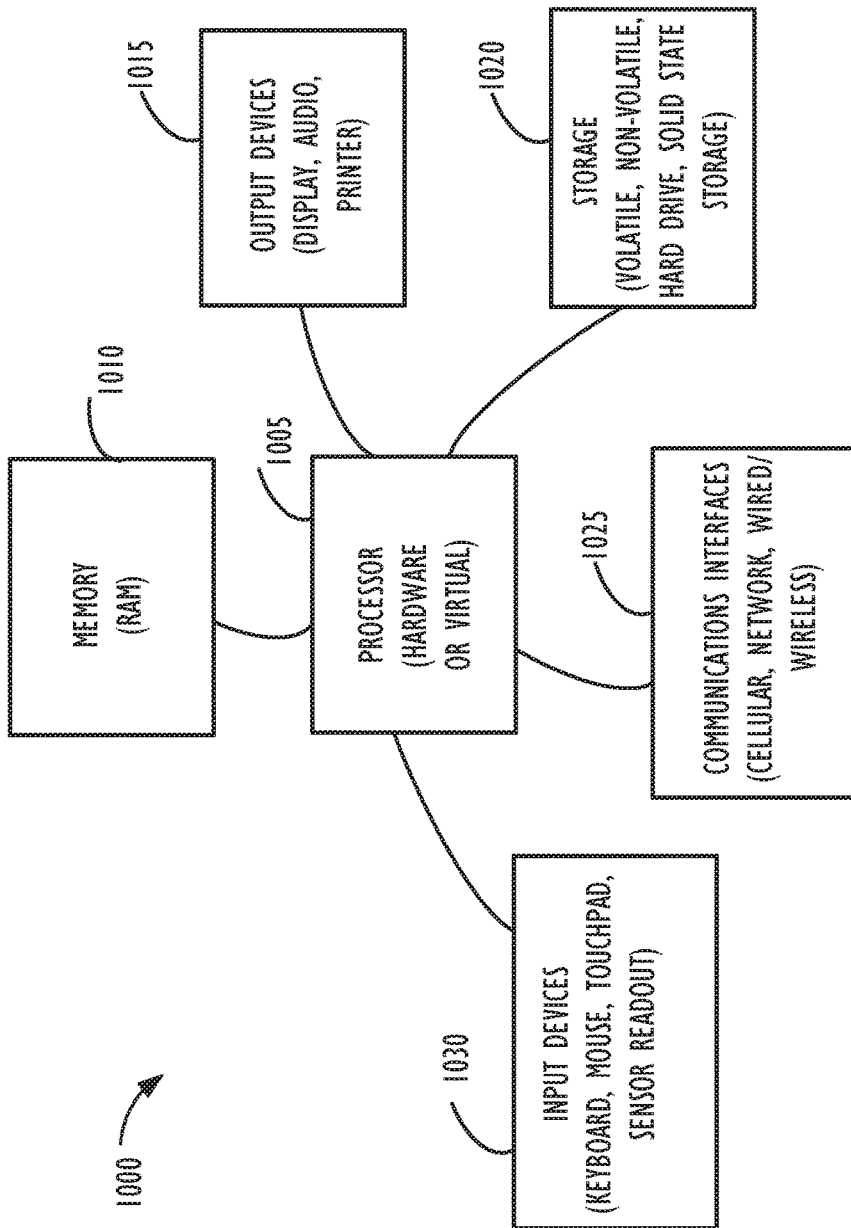 1000
MEMORY
(RAM)
1010
OUTPUT DEVICES
(DISPLAY, AUDIO,
PRINTER)
1015
PROCESSOR
(HARDWARE
OR VIRTUAL)
1005
INPUT DEVICES
(KEYBOARD, MOUSE, TOUCHPAD,
SENSOR READOUT)
1030
COMMUNICATIONS INTERFACES
(CELLULAR, NETWORK, WIRED/
WIRELESS)
1025
STORAGE
(VOLATILE, NON-VOLATILE,
HARD DRIVE, SOLID STATE
STORAGE)
1020